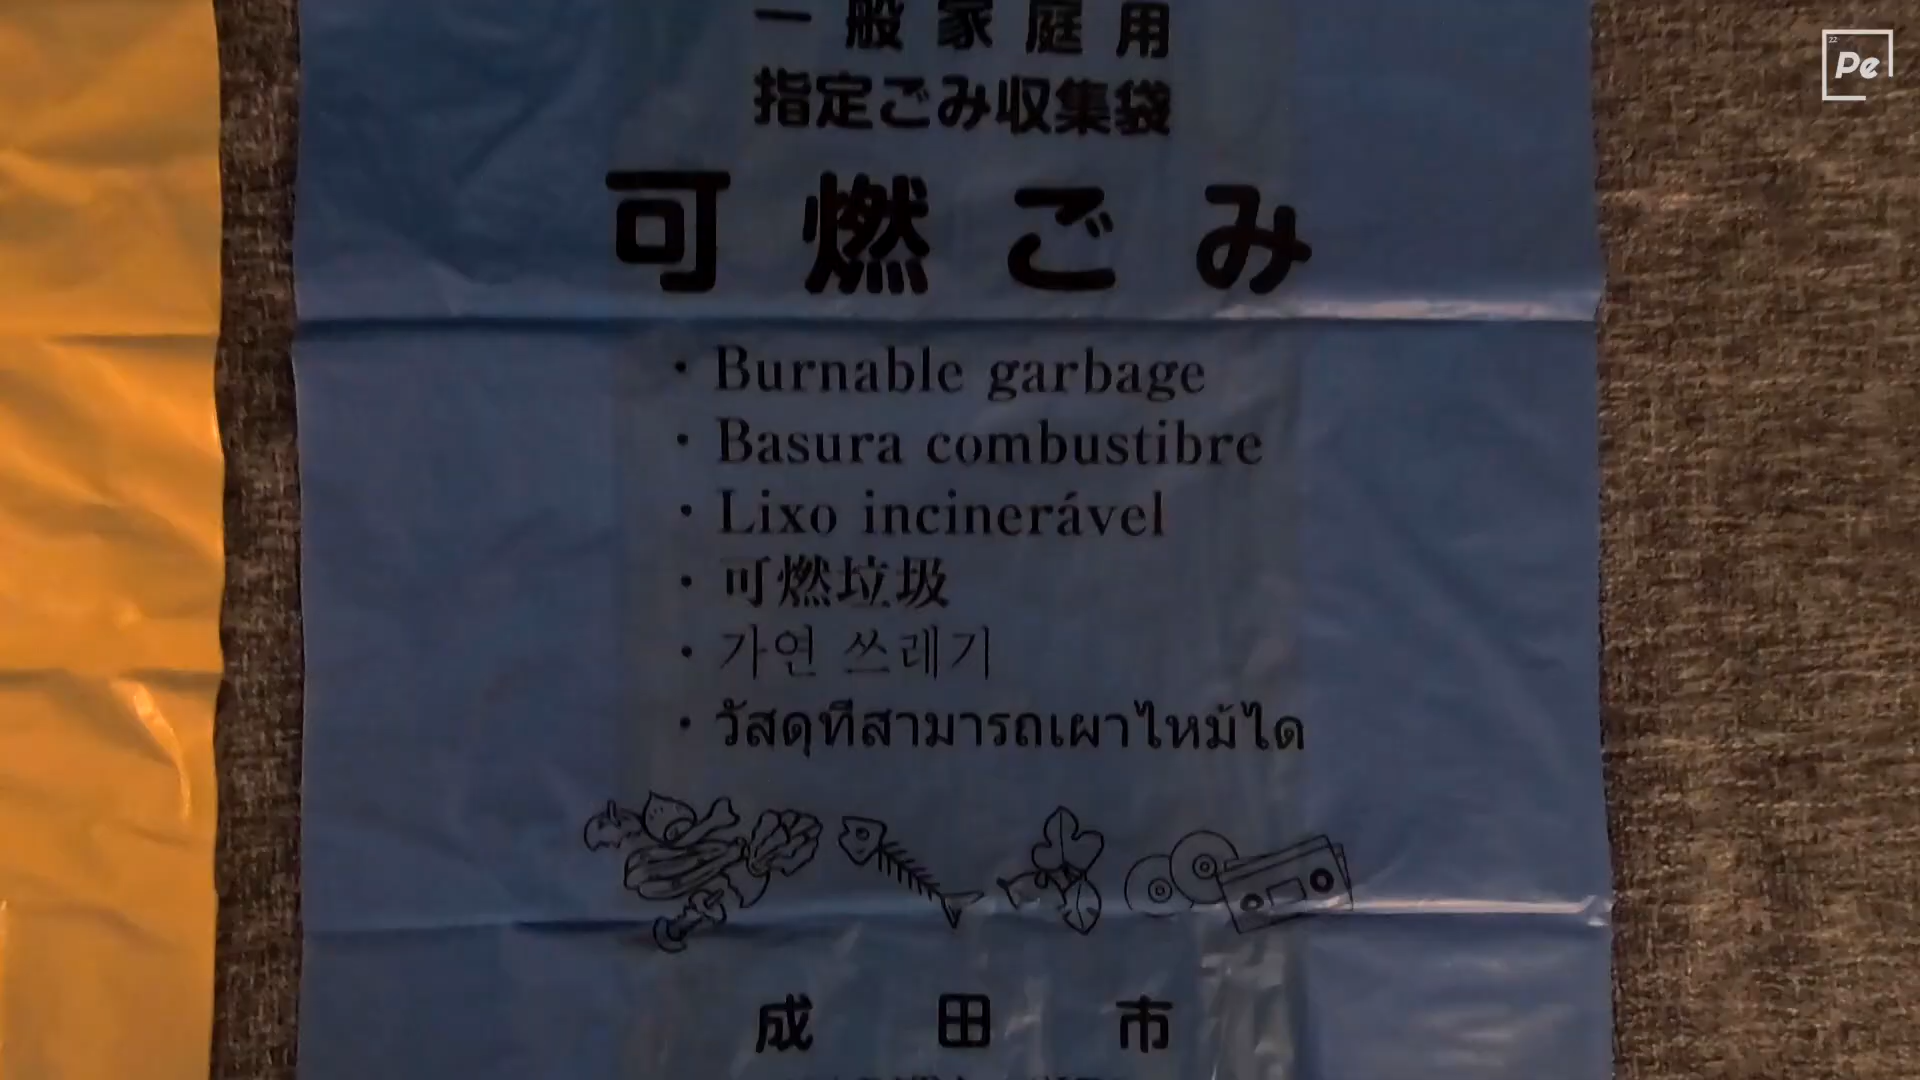 一般家庭用
指定ごみ収集袋
可燃ごみ
・Burnable garbage
・Basura combustibre
・Lixo incinerável
・可燃垃圾
・가연 쓰레기
・วัสดุที่สามารถเผาไหม้ได
成田市
22
Pe